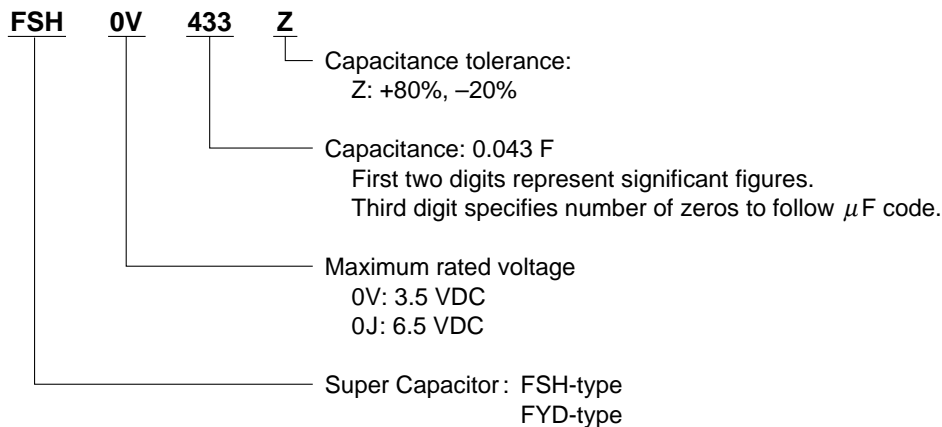 FSH 0V 433 Z
Capacitance tolerance:
Z: +80%, –20%
Capacitance: 0.043 F
First two digits represent significant figures.
Third digit specifies number of zeros to follow μF code.
Maximum rated voltage
0V: 3.5 VDC
0J: 6.5 VDC
Super Capacitor: FSH-type
FYD-type